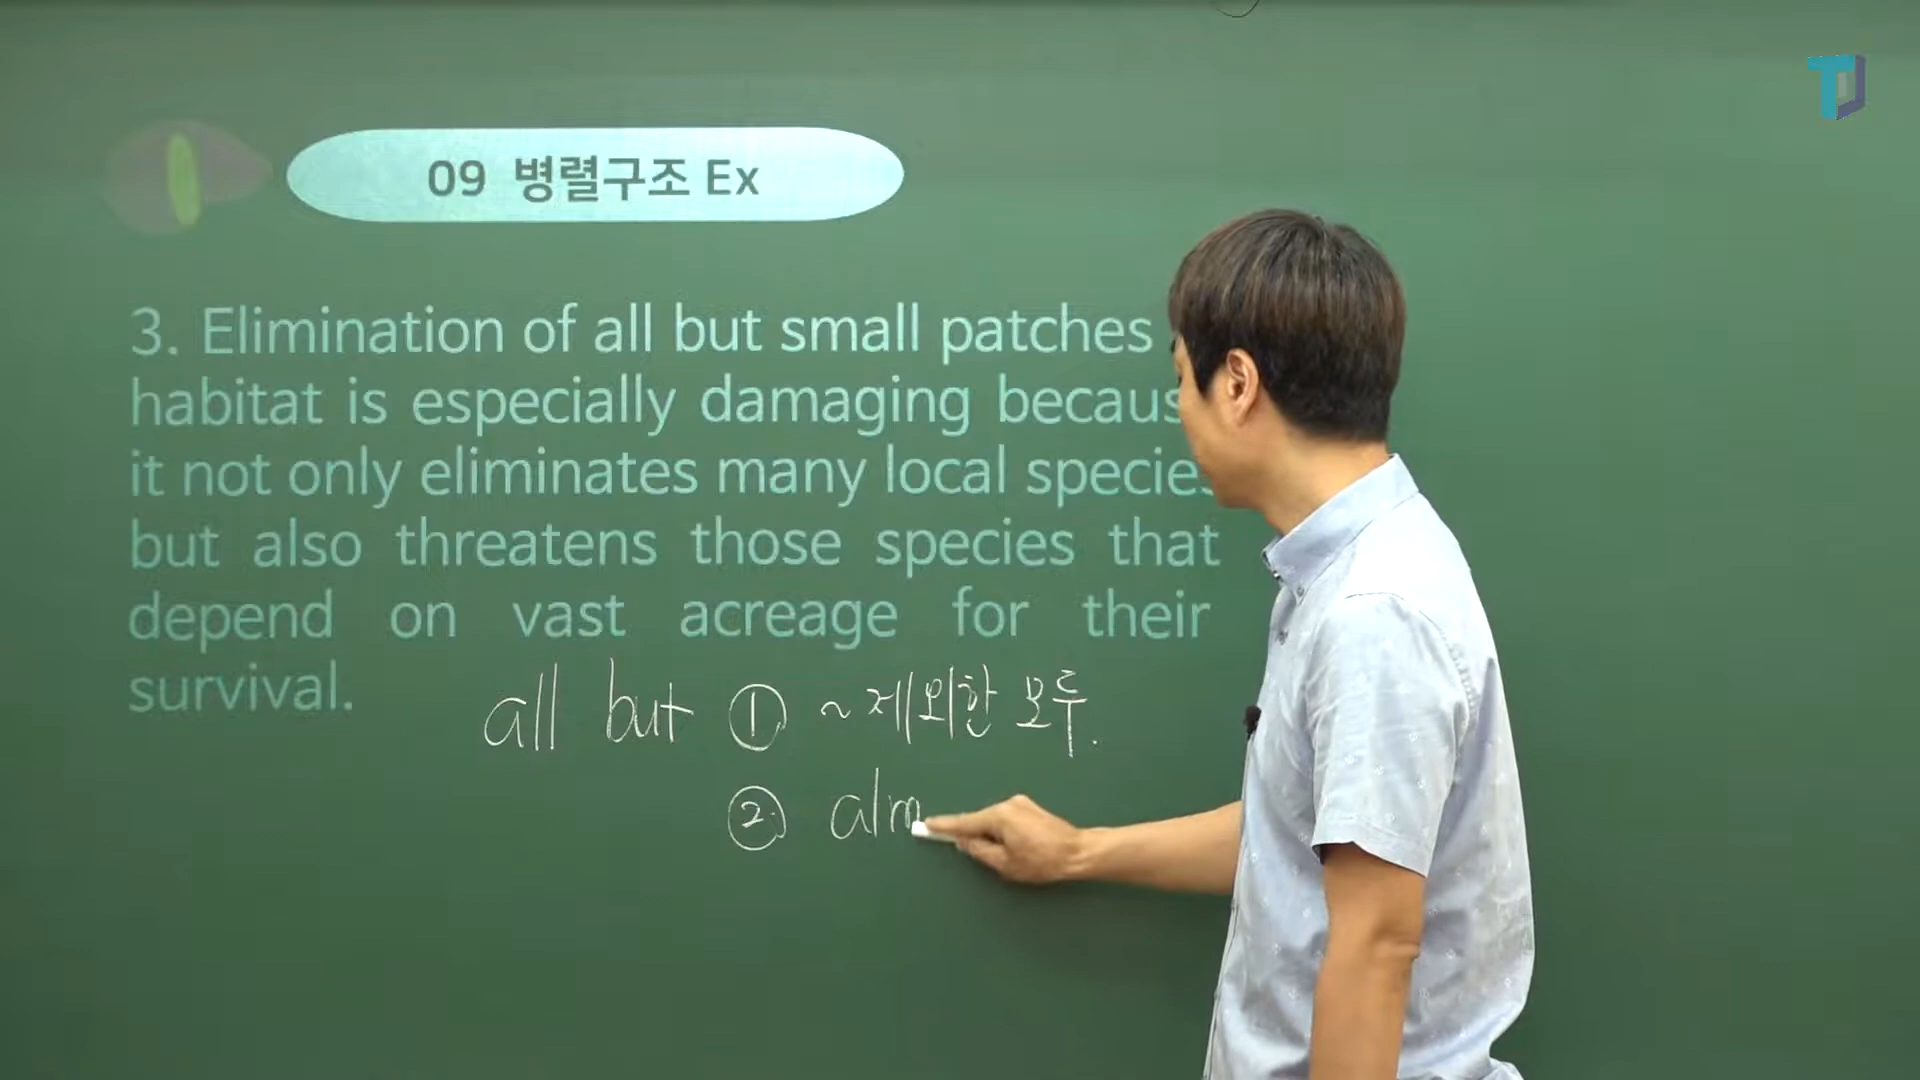 09 병렬구조 Ex
3. Elimination of all but small patches
habitat is especially damaging becaus
it not only eliminates many local species
but also threatens those species that
depend on vast acreage for their
survival.
all but ① ~제외한 모두.
② alm